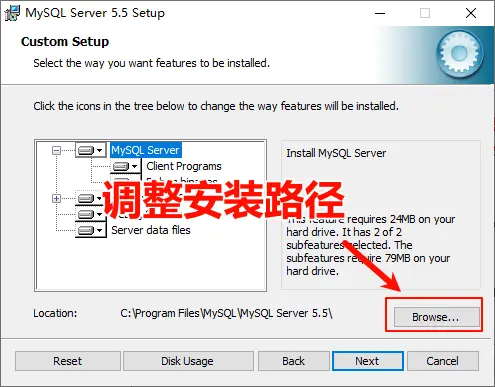 MySQL Server 5.5 Setup
Custom Setup
Select the way you want features to be installed.
Click the icons in the tree below to change the way features will be installed.
MySQL Server
Client Programs
Server data files
Install MySQL Server
调整安装路径
This feature requires 24MB on your
hard drive. It has 2 of 2
subfeatures selected. The
subfeatures require 79MB on your
hard drive.
Location:
C:\Program Files\MySQL\MySQL Server 5.5\
Browse...
Reset
Disk Usage
Back
Next
Cancel